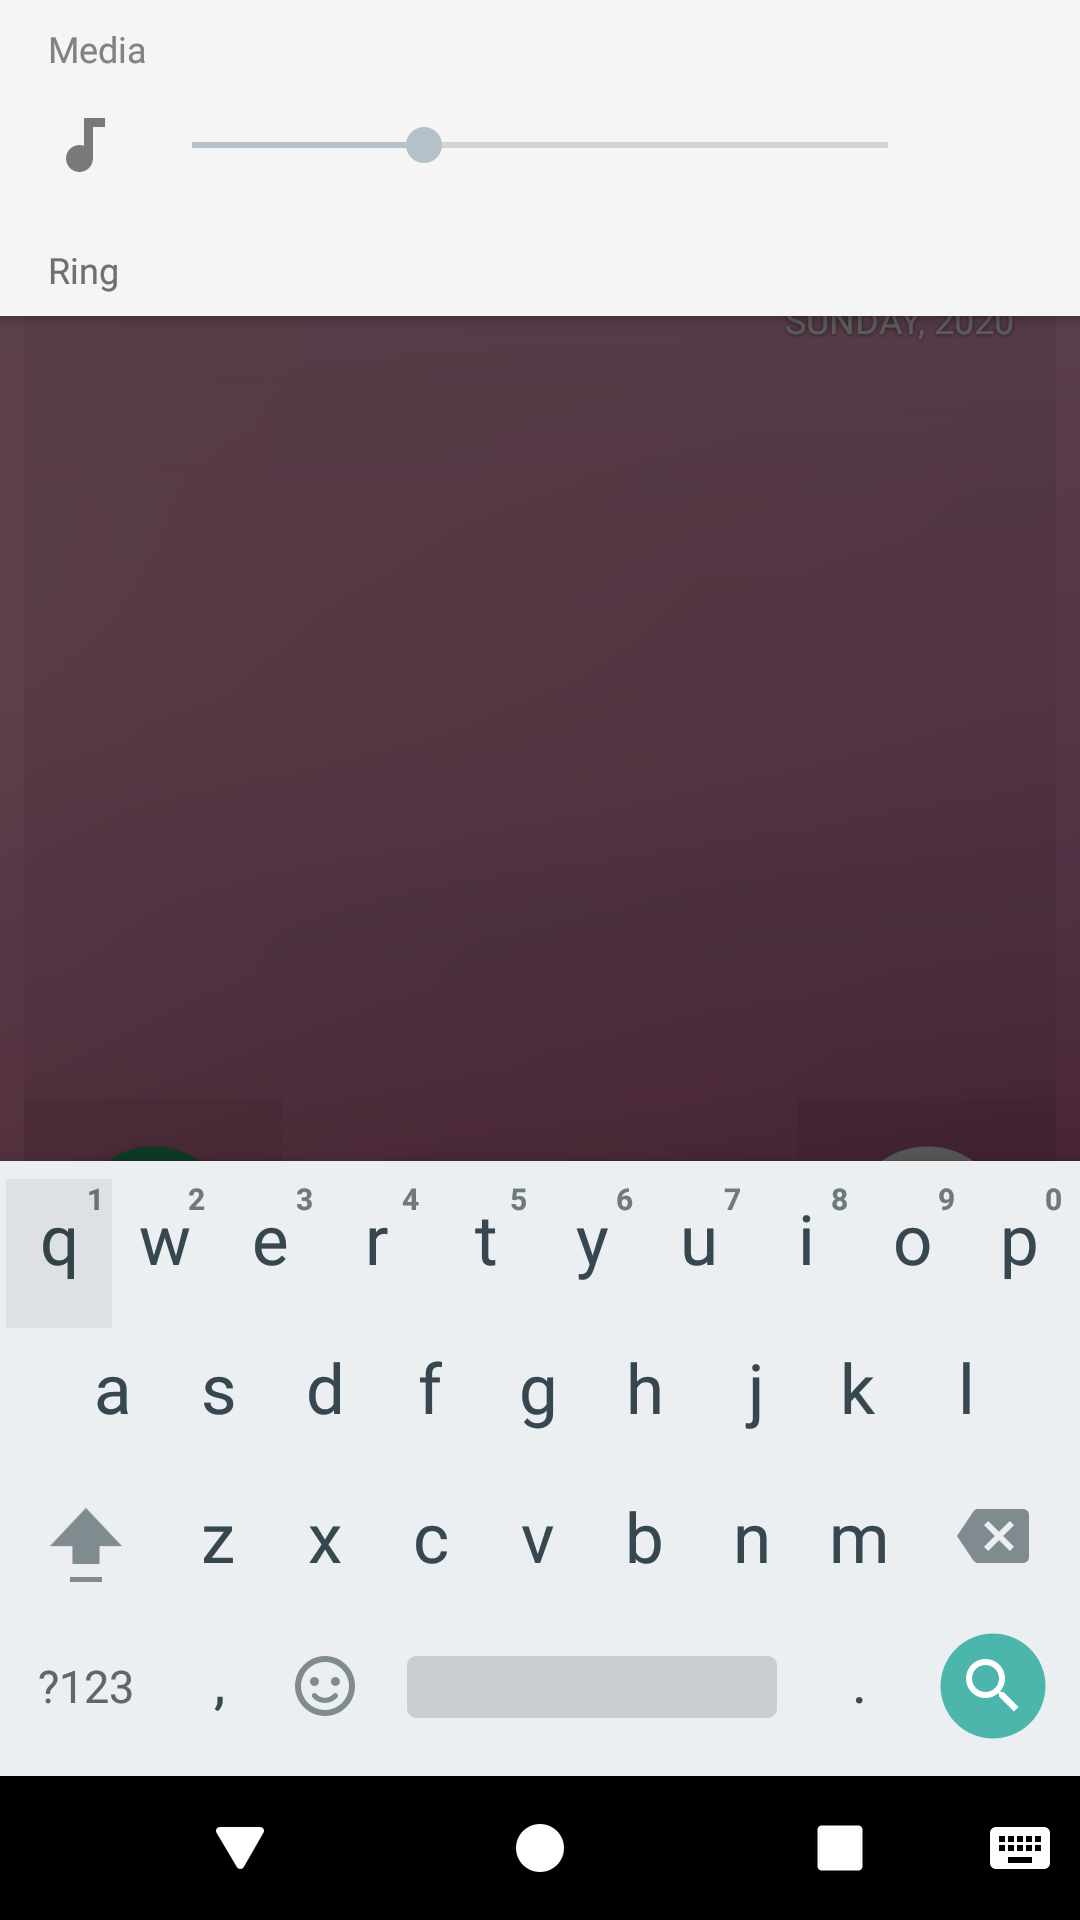 Media
Ring
SUNDAY, 2020
q 1 w 2 e 3 r 4 t 5 y 6 u 7 i 8 o 9 p 0
a s d f g h j k l
z x c v b n m
?123 , .